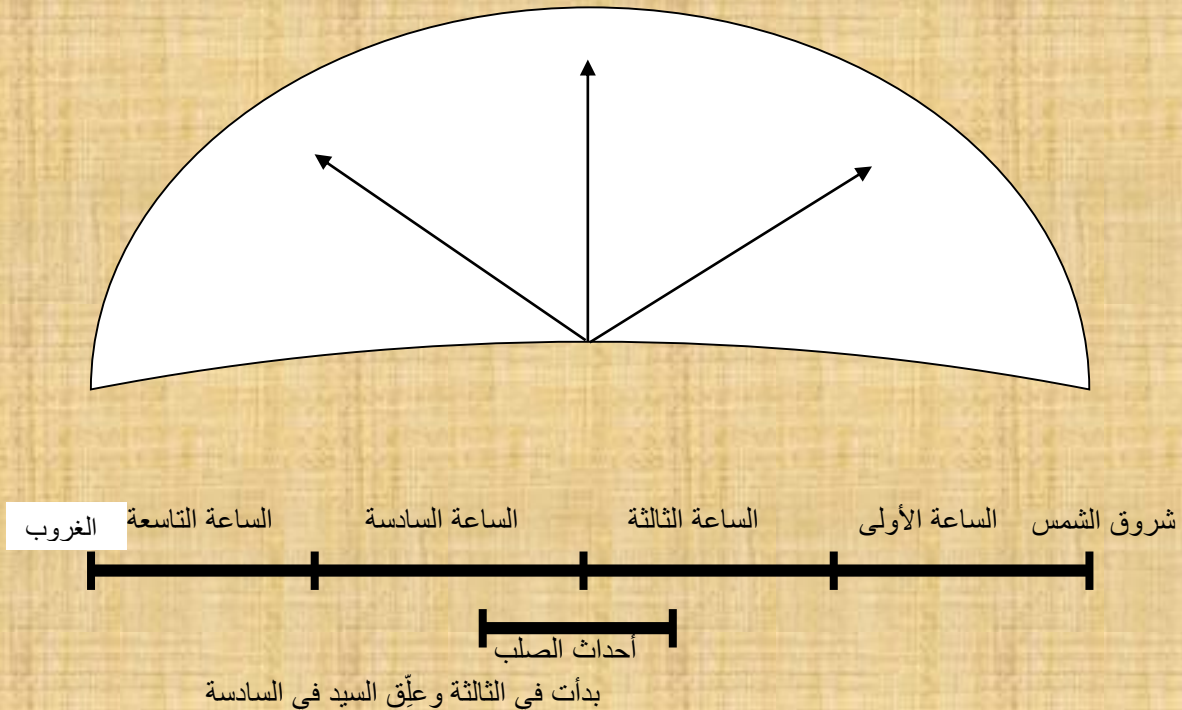 شروق الشمس الساعة الأولى الساعة الثالثة الساعة السادسة الساعة التاسعة الغروب
أحداث الصلب
بدأت فى الثالثة وعلِّق السيد فى السادسة